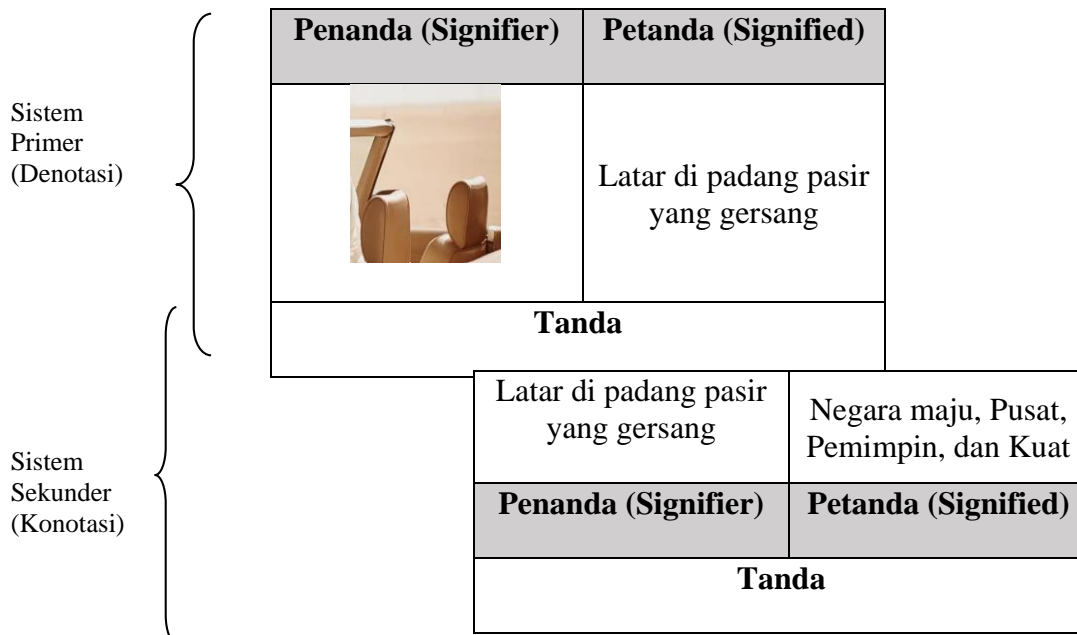 Penanda (Signifier)
Petanda (Signified)
Sistem
Primer
(Denotasi)
Latar di padang pasir
yang gersang
Tanda
Latar di padang pasir
yang gersang
Negara maju, Pusat,
Pemimpin, dan Kuat
Sistem
Sekunder
(Konotasi)
Penanda (Signifier)
Petanda (Signified)
Tanda